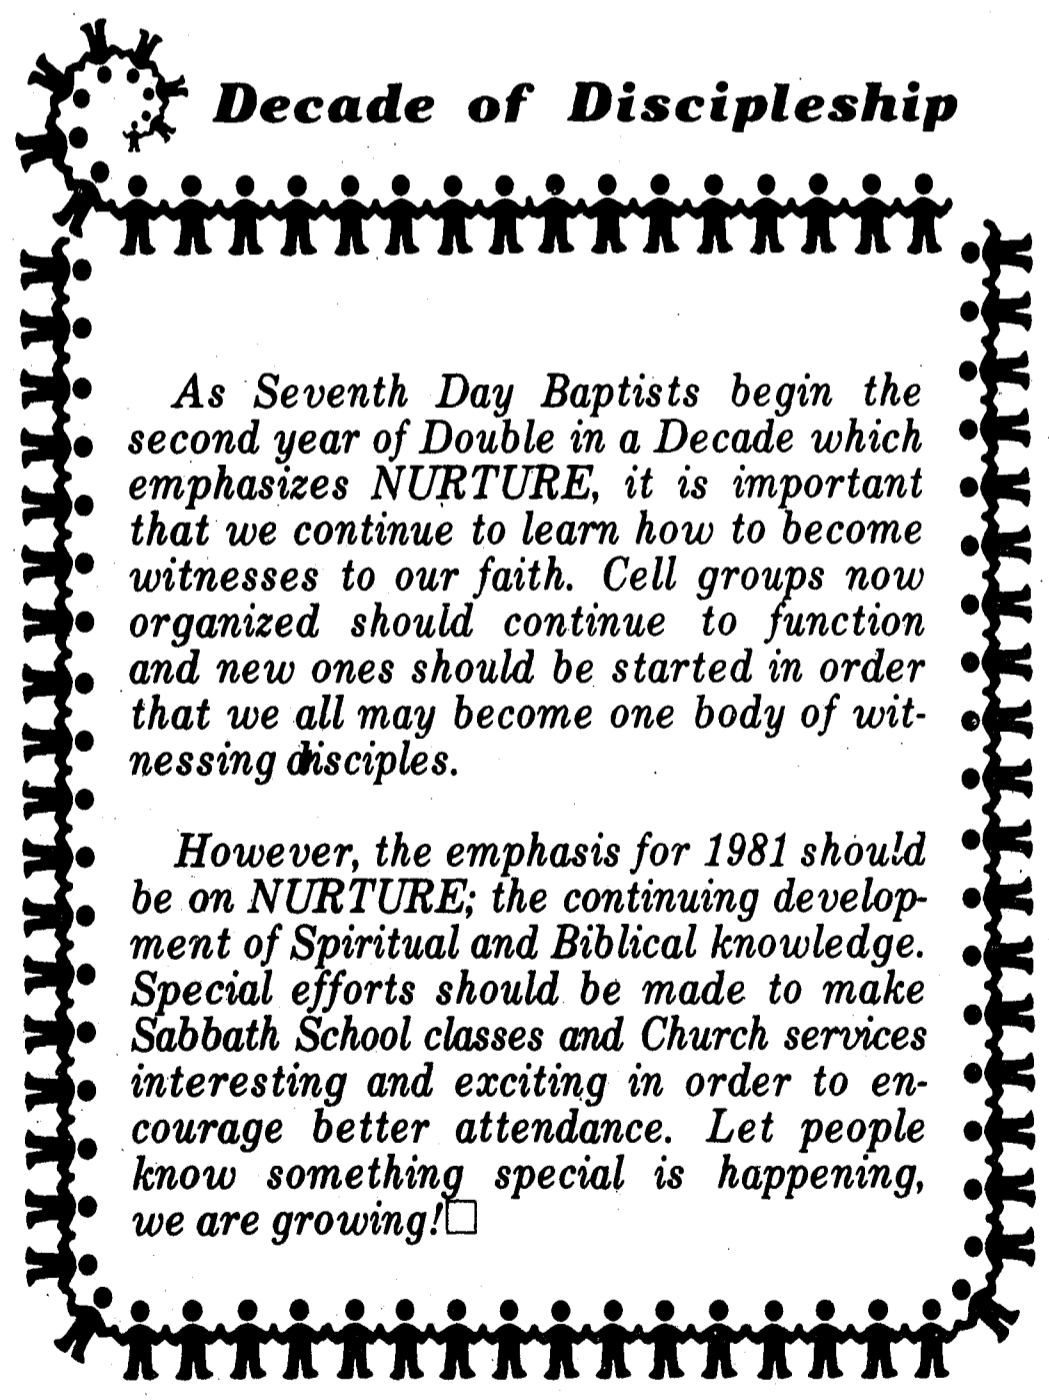 Decade of Discipleship
As Seventh Day Baptists begin the
second year of Double in a Decade which
emphasizes NURTURE, it is important
that we continue to learn how to become
witnesses to our faith. Cell groups now
organized should continue to function
and new ones should be started in order
that we all may become one body of wit-
nessing disciples.
However, the emphasis for 1981 should
be on NURTURE; the continuing develop-
ment of Spiritual and Biblical knowledge.
Special efforts should be made to make
Sabbath School classes and Church services
interesting and exciting in order to en-
courage better attendance. Let people
know something special is happening,
we are growing!□